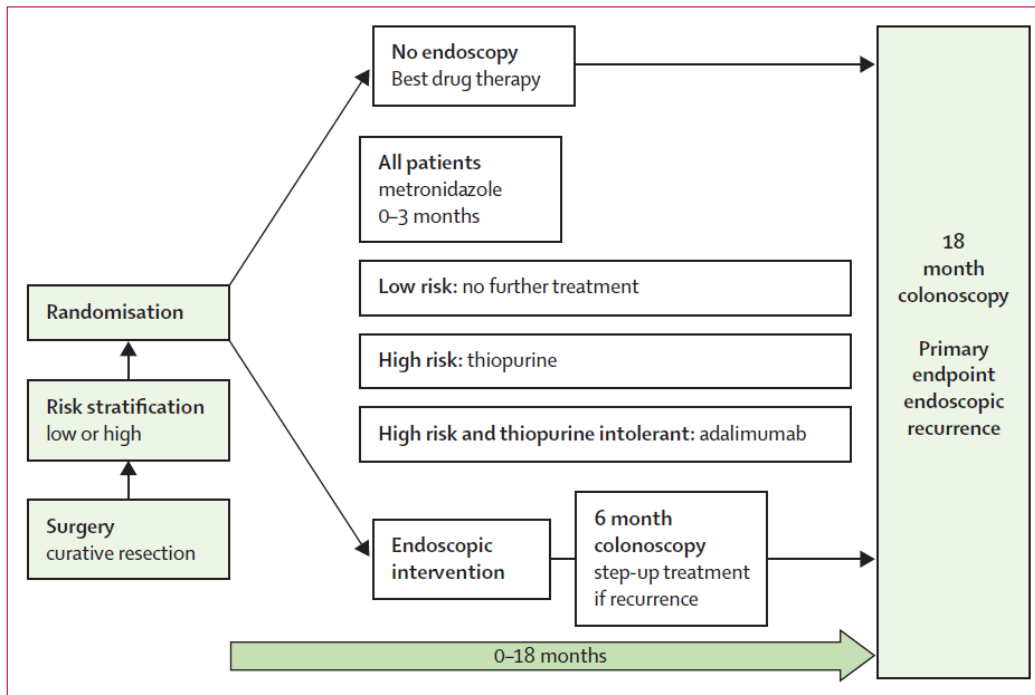 No endoscopy
Best drug therapy
All patients
metronidazole
0–3 months
Low risk: no further treatment
High risk: thiopurine
High risk and thiopurine intolerant: adalimumab
Randomisation
Risk stratification
low or high
Surgery
curative resection
Endoscopic
intervention
6 month
colonoscopy
step-up treatment
if recurrence
18
month
colonoscopy
Primary
endpoint
endoscopic
recurrence
0–18 months